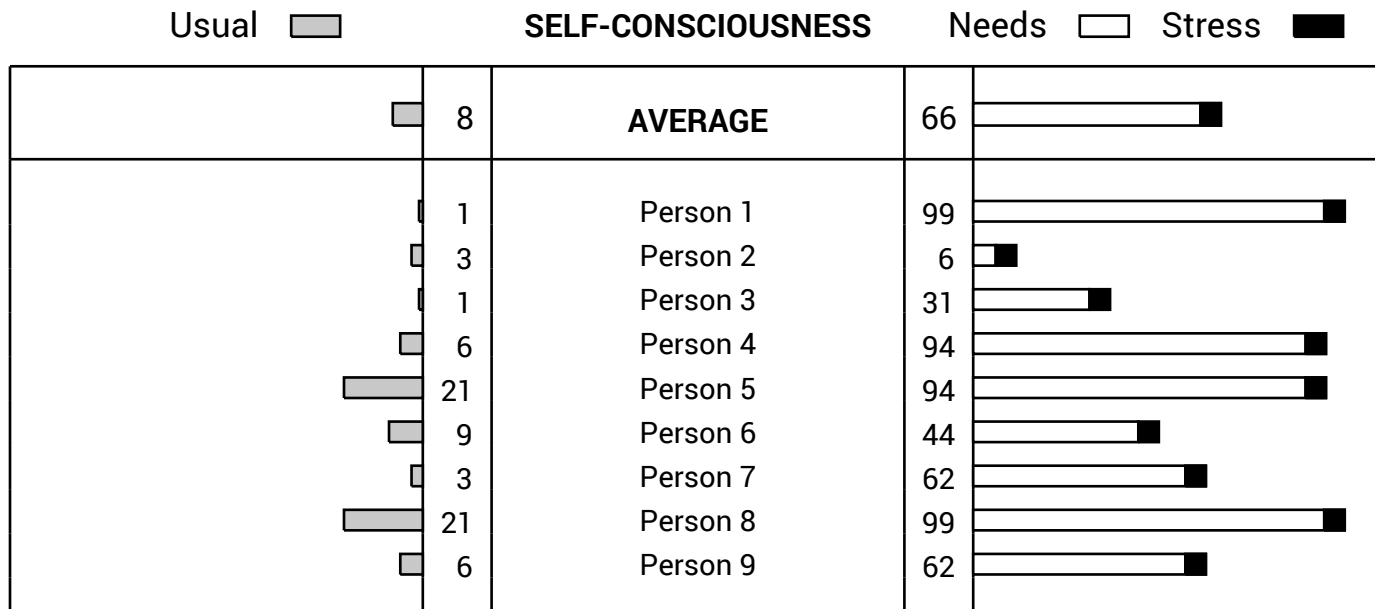 Usual SELF-CONSCIOUSNESS Needs Stress
8 AVERAGE 66
1 Person 1 99
3 Person 2 6
1 Person 3 31
6 Person 4 94
21 Person 5 94
9 Person 6 44
3 Person 7 62
21 Person 8 99
6 Person 9 62